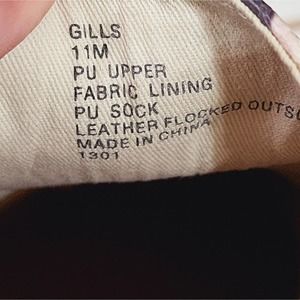 GILLS
11M
PU UPPER
FABRIC LINING
PU SOCK
LEATHER FLOCKED OUTSO
MADE IN CHINA
1301